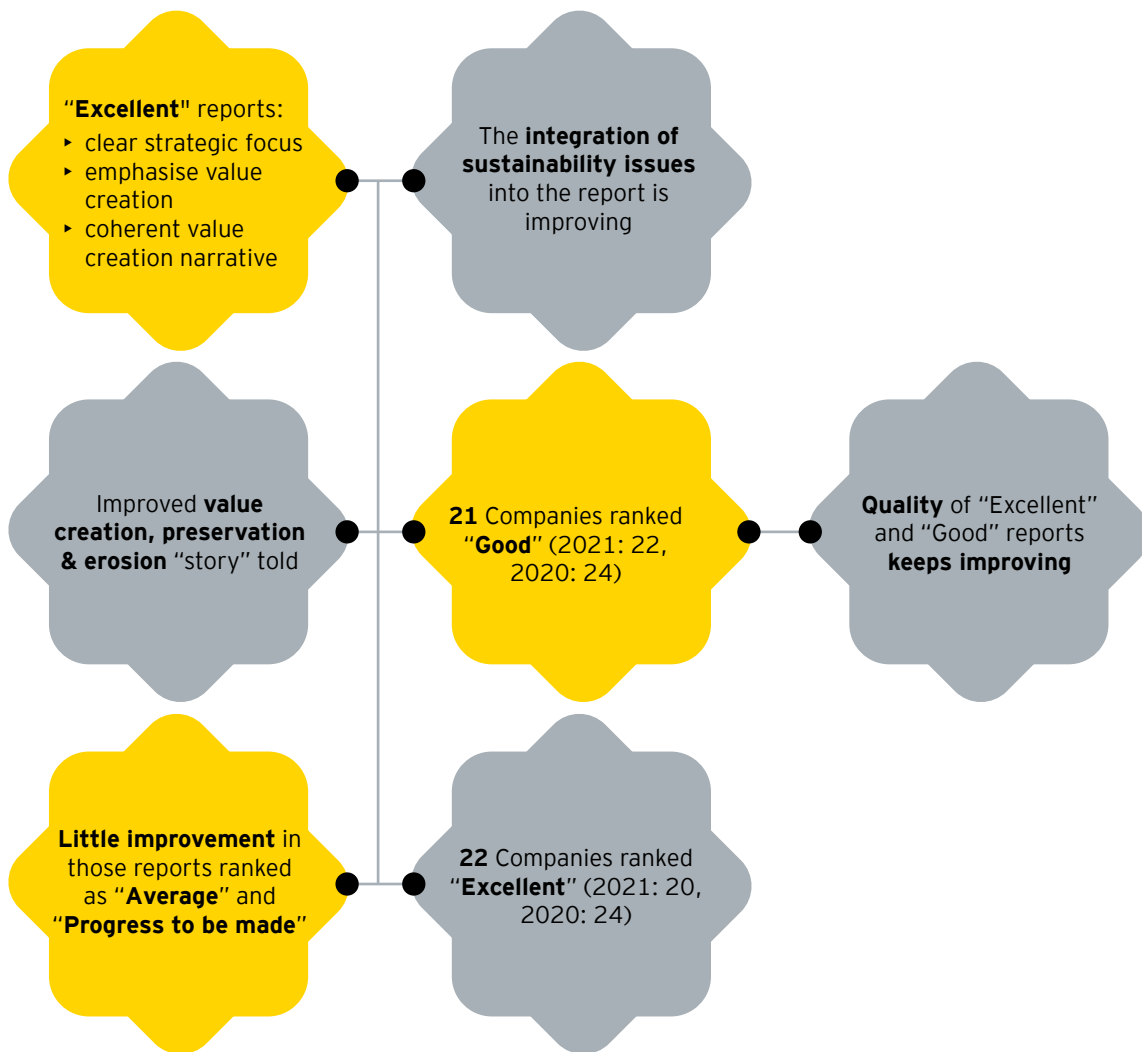 “Excellent" reports:
‣ clear strategic focus
‣ emphasise value
creation
‣ coherent value
creation narrative
The integration of
sustainability issues
into the report is
improving
Improved value
creation, preservation
& erosion “story” told
21 Companies ranked
“Good” (2021: 22,
2020: 24)
Quality of “Excellent”
and “Good” reports
keeps improving
Little improvement in
those reports ranked
as “Average” and
“Progress to be made”
22 Companies ranked
“Excellent” (2021: 20,
2020: 24)